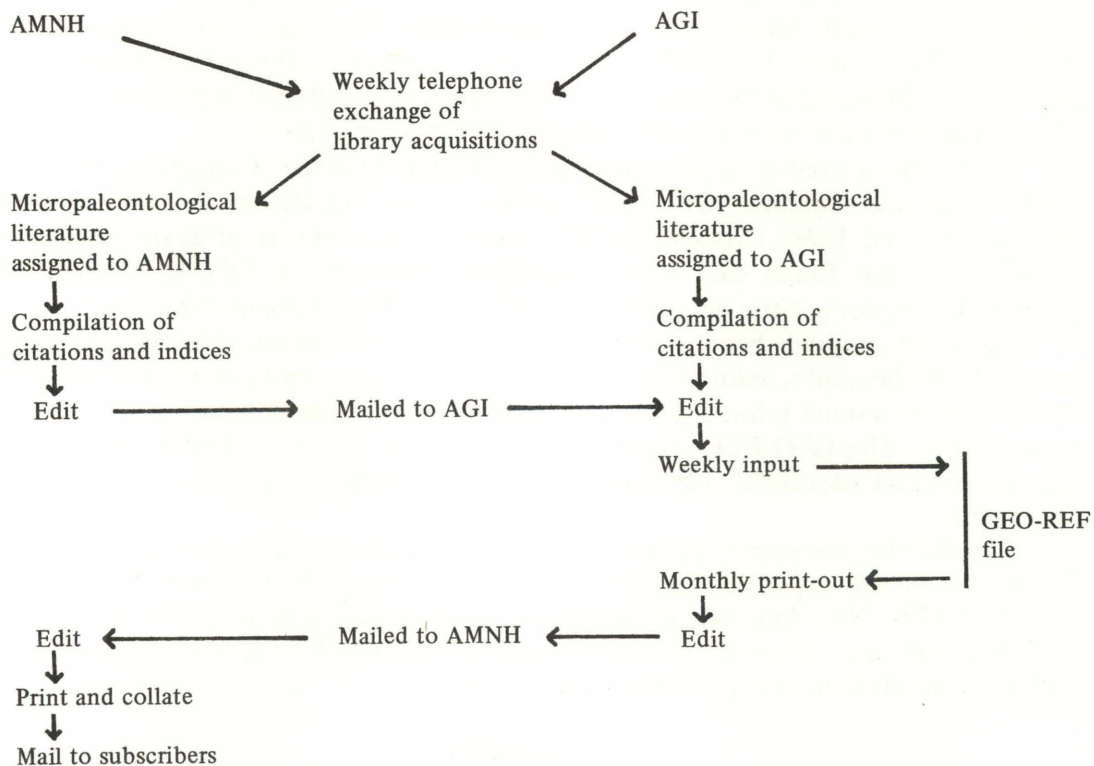 AMNH
AGI
Weekly telephone
exchange of
library acquisitions
Micropaleontological
literature
assigned to AMNH
Micropaleontological
literature
assigned to AGI
Compilation of
citations and indices
Compilation of
citations and indices
Edit
Mailed to AGI
Edit
Weekly input
GEO-REF
file
Monthly print-out
Edit
Mailed to AMNH
Edit
Print and collate
Mail to subscribers